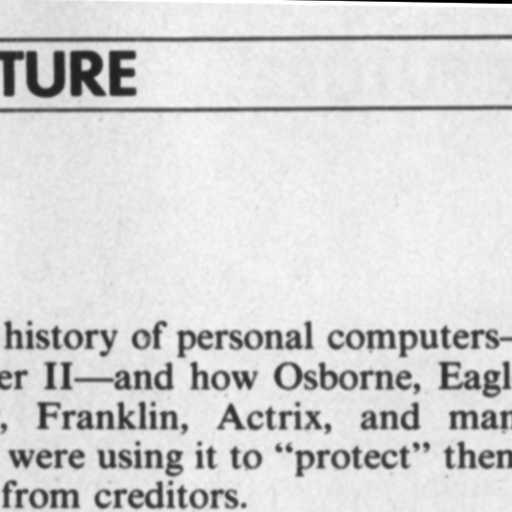 TURE
history of personal computers—
er II—and how Osborne, Eagl
, Franklin, Actrix, and man
were using it to “protect” them
from creditors.